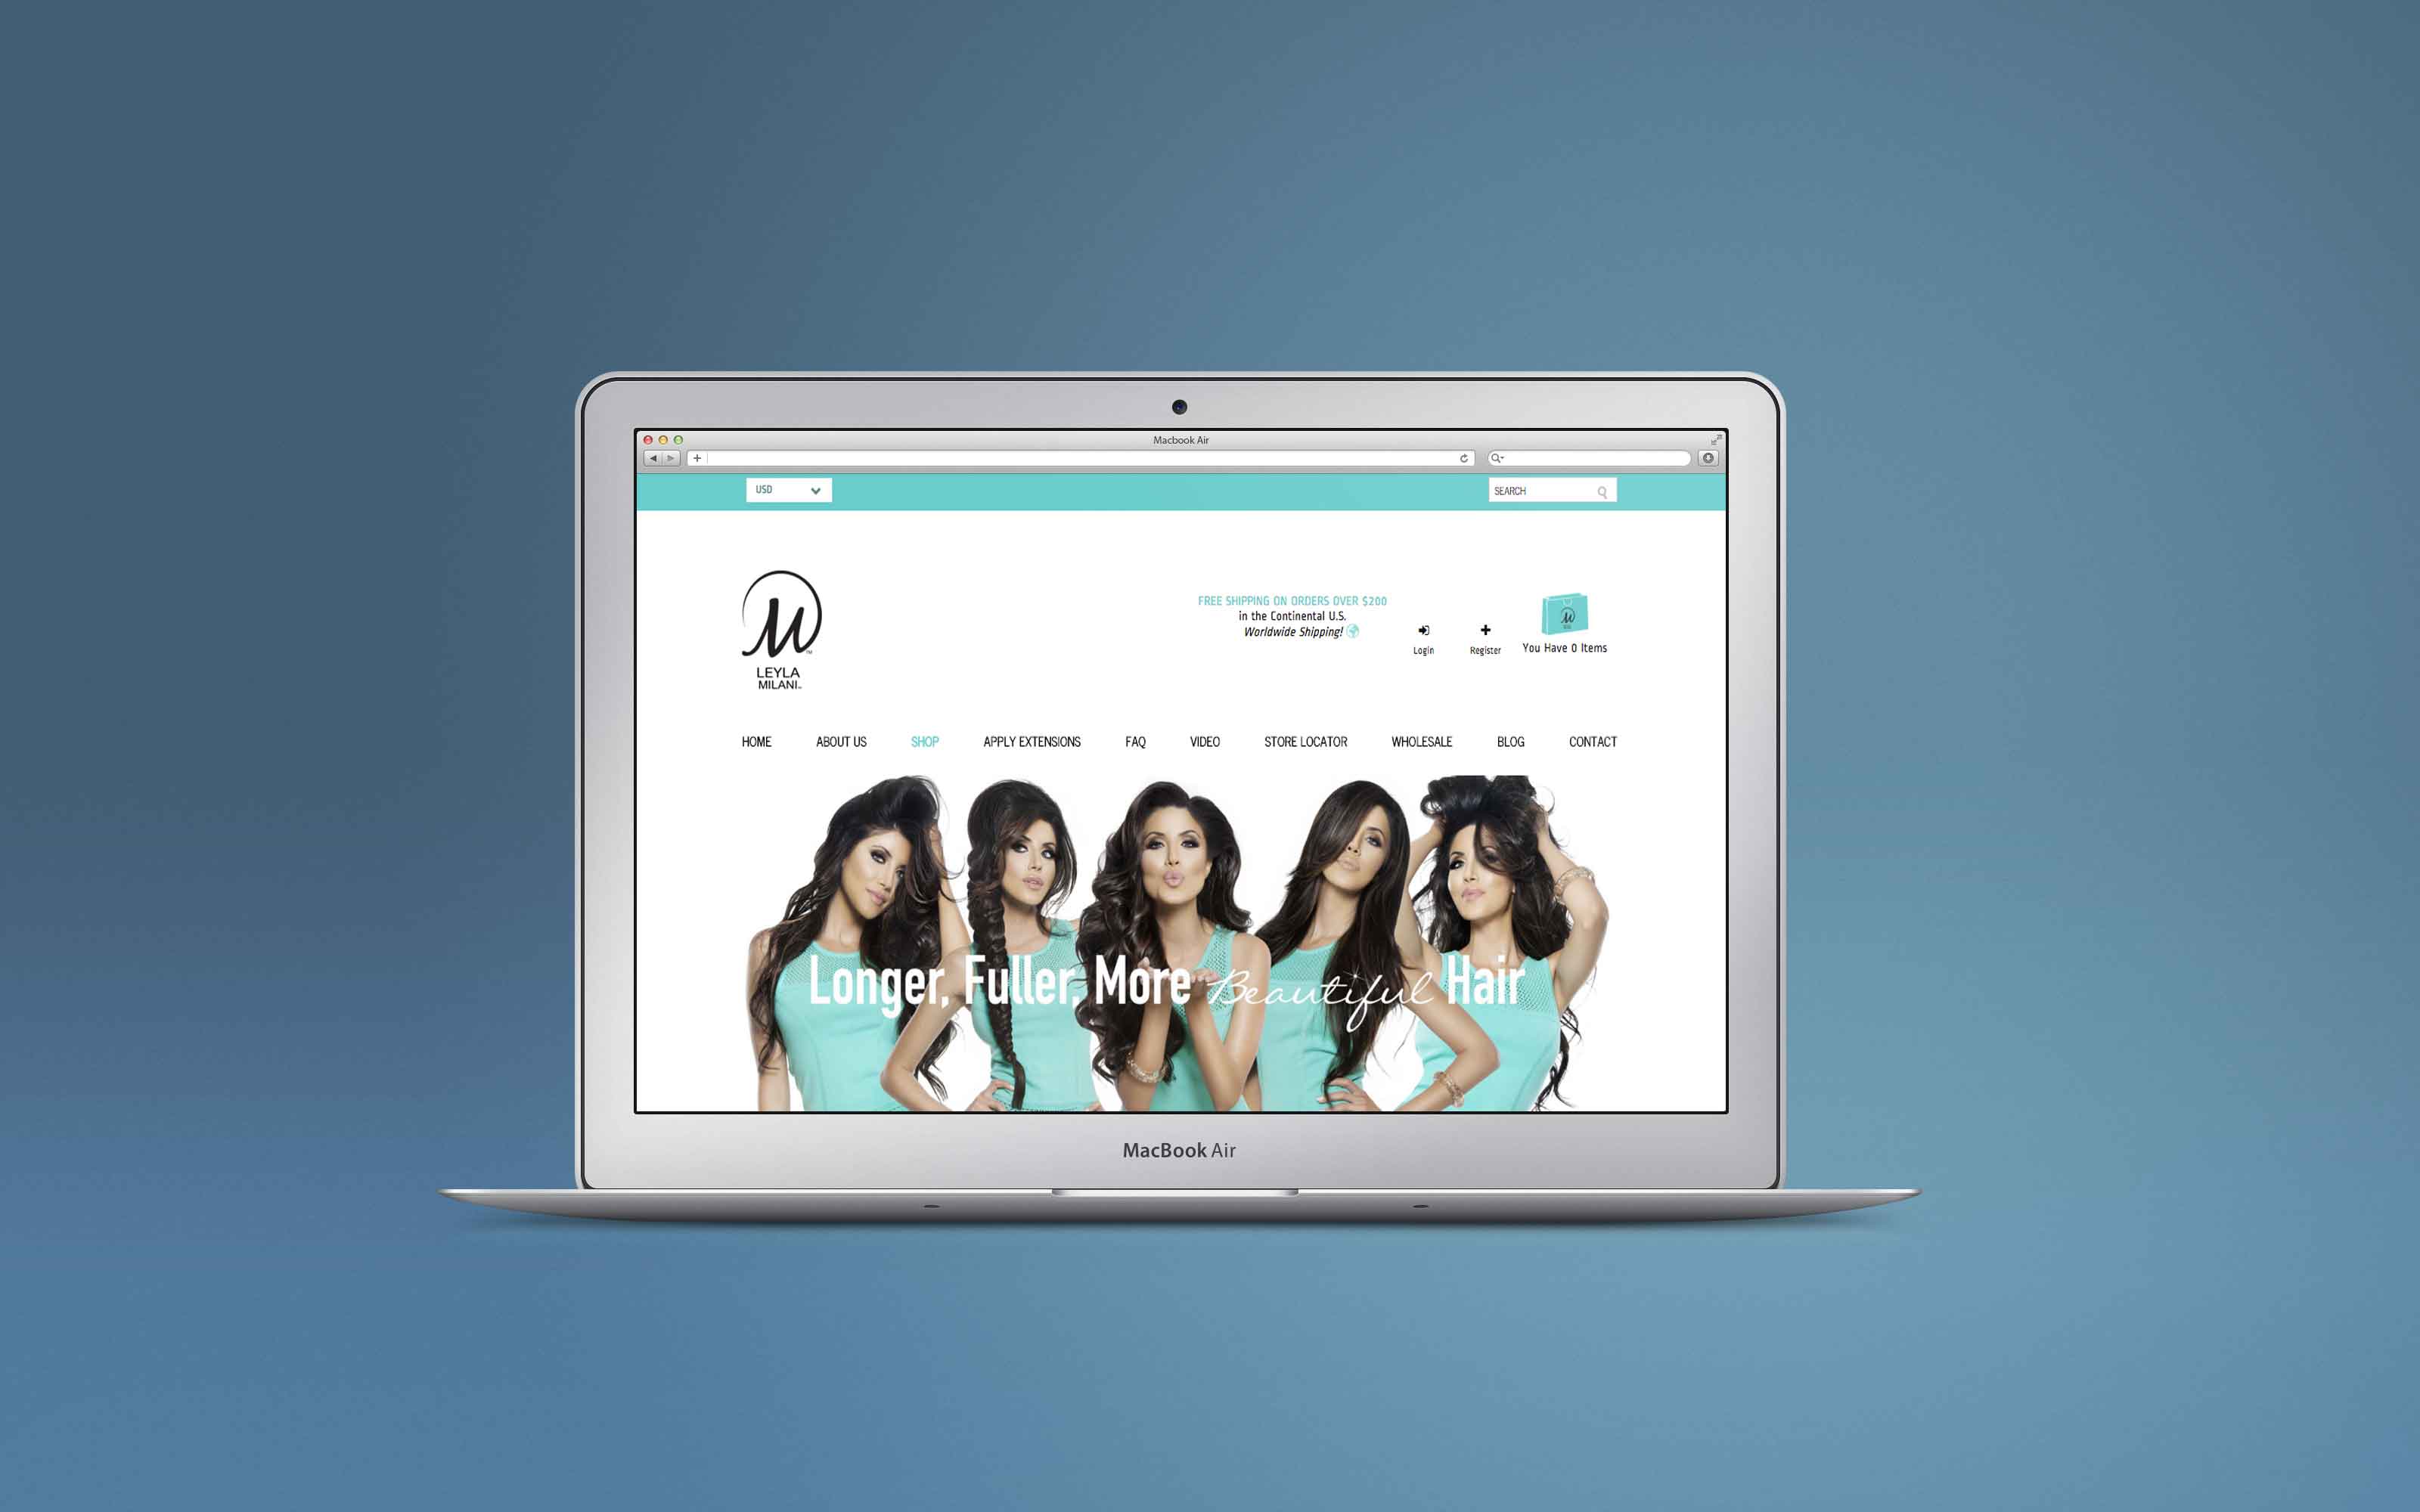 Macbook Air
USD
SEARCH
FREE SHIPPING ON ORDERS OVER $200
in the Continental U.S.
Worldwide Shipping!
Login
Register
You Have 0 Items
M
TM
LEYLA
MILANI
HOME ABOUT US SHOP APPLY EXTENSIONS FAQ VIDEO STORE LOCATOR WHOLESALE BLOG CONTACT
Longer, Fuller, More Beautiful Hair
MacBook Air